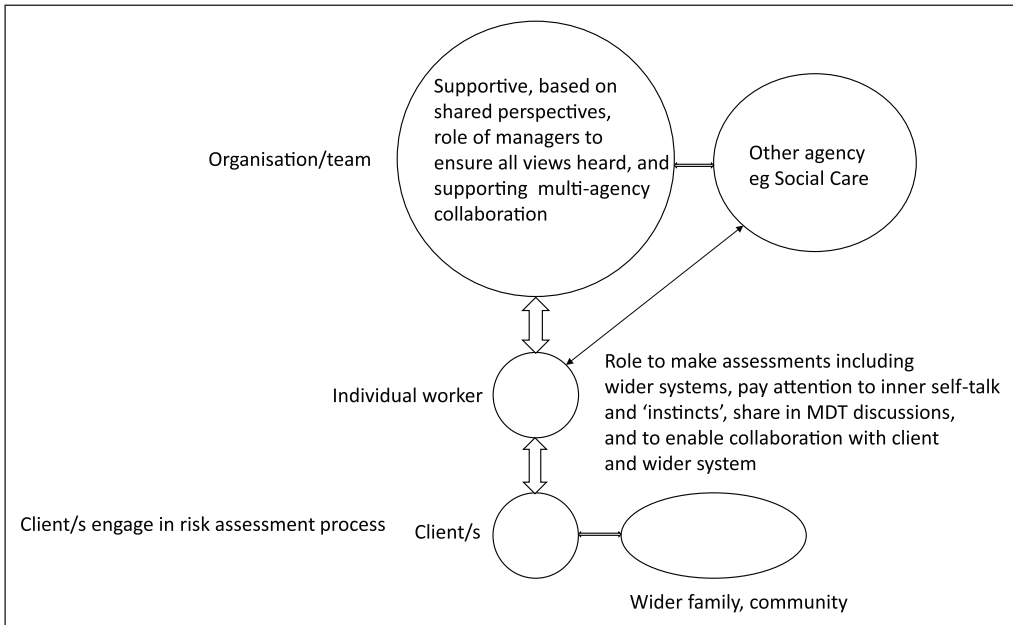 Supportive, based on
shared perspectives,
role of managers to
ensure all views heard, and
supporting  multi-agency
collaboration
Organisation/team
Other agency
eg Social Care
Individual worker
Role to make assessments including
wider systems, pay attention to inner self-talk
and ‘instincts’, share in MDT discussions,
and to enable collaboration with client
and wider system
Client/s engage in risk assessment process
Client/s
Wider family, community